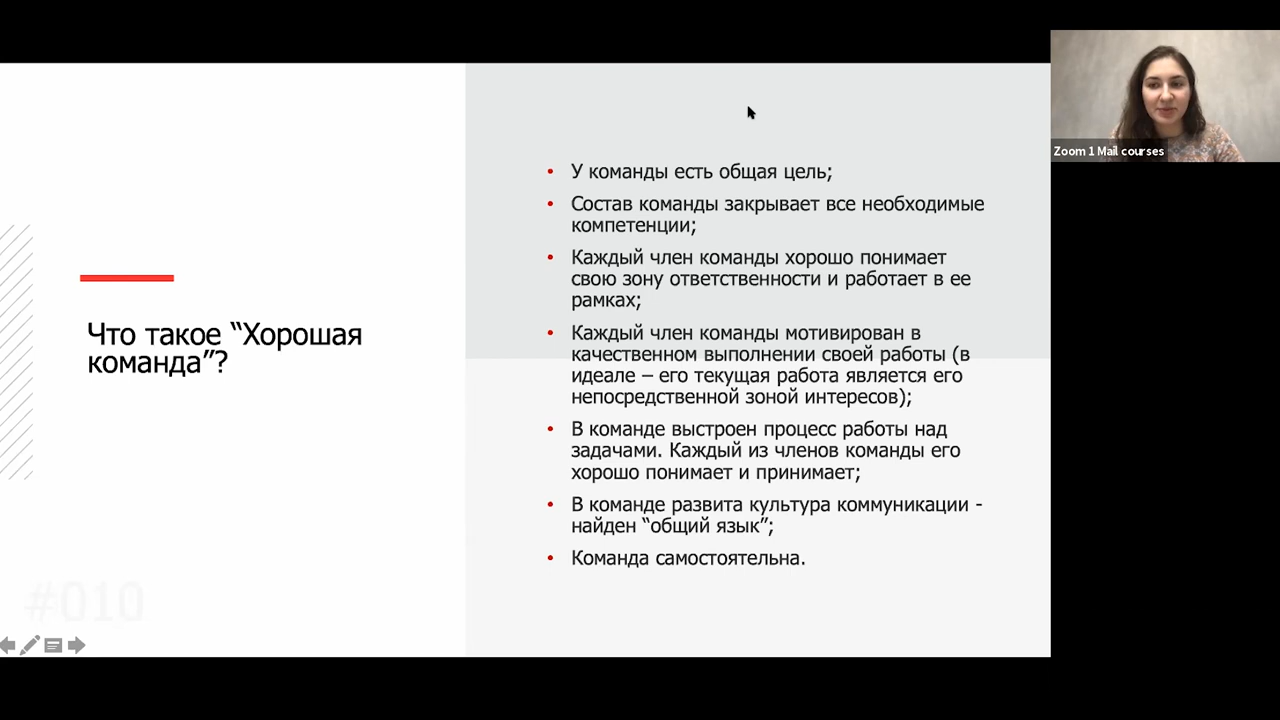 Что такое “Хорошая
команда”?
У команды есть общая цель;
Состав команды закрывает все необходимые
компетенции;
Каждый член команды хорошо понимает
свою зону ответственности и работает в ее
рамках;
Каждый член команды мотивирован в
качественном выполнении своей работы (в
идеале – его текущая работа является его
непосредственной зоной интересов);
В команде выстроен процесс работы над
задачами. Каждый из членов команды его
хорошо понимает и принимает;
В команде развита культура коммуникации -
найден “общий язык”;
Команда самостоятельна.
#010
Zoom 1 Mail courses